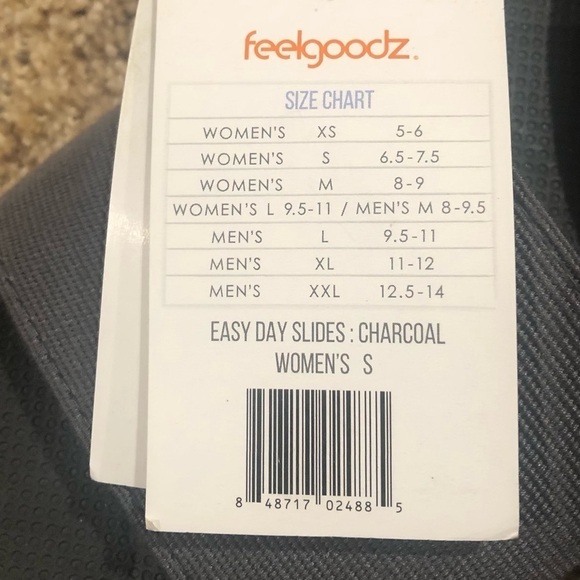 feelgoodz.
SIZE CHART
WOMEN'S XS 5-6
WOMEN'S S 6.5-7.5
WOMEN'S M 8-9
WOMEN'S L 9.5-11 / MEN'S M 8-9.5
MEN'S L 9.5-11
MEN'S XL 11-12
MEN'S XXL 12.5-14
EASY DAY SLIDES : CHARCOAL
WOMEN'S S
8 48717 02488 5